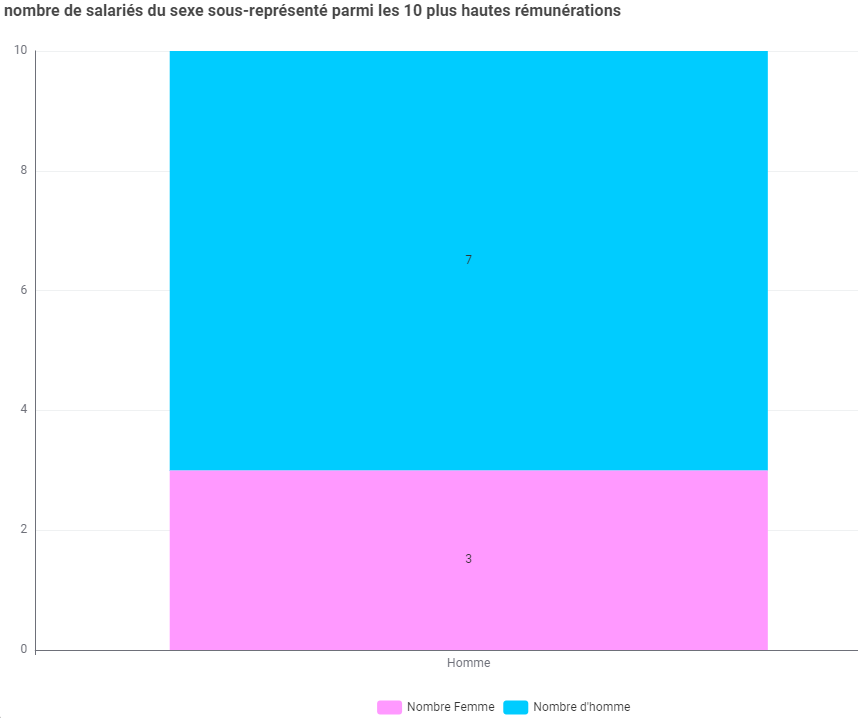 nombre de salariés du sexe sous-représenté parmi les 10 plus hautes rémunérations
10
8
7
6
4
2
3
0
Homme
Nombre Femme Nombre d'homme